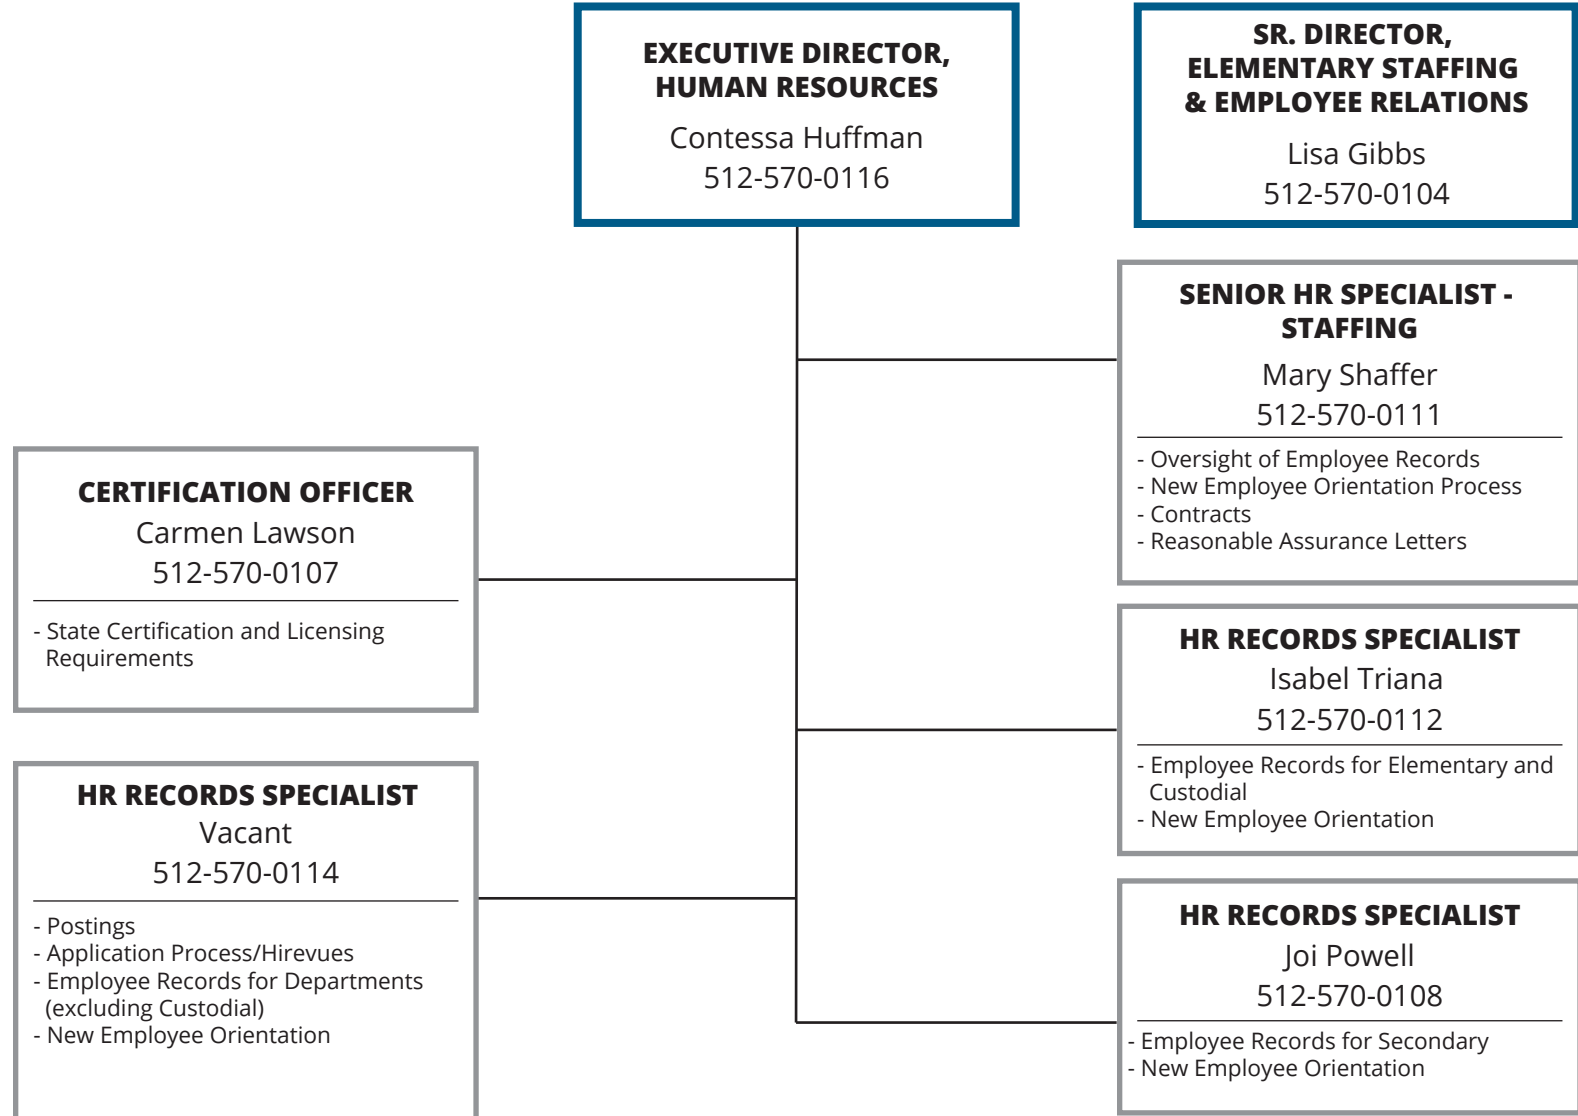 EXECUTIVE DIRECTOR,
HUMAN RESOURCES
Contessa Huffman
512-570-0116
SR. DIRECTOR,
ELEMENTARY STAFFING
& EMPLOYEE RELATIONS
Lisa Gibbs
512-570-0104
SENIOR HR SPECIALIST -
STAFFING
Mary Shaffer
512-570-0111
- Oversight of Employee Records
- New Employee Orientation Process
- Contracts
- Reasonable Assurance Letters
CERTIFICATION OFFICER
Carmen Lawson
512-570-0107
- State Certification and Licensing
Requirements
HR RECORDS SPECIALIST
Isabel Triana
512-570-0112
- Employee Records for Elementary and
Custodial
- New Employee Orientation
HR RECORDS SPECIALIST
Vacant
512-570-0114
- Postings
- Application Process/Hirevues
- Employee Records for Departments
(excluding Custodial)
- New Employee Orientation
HR RECORDS SPECIALIST
Joi Powell
512-570-0108
- Employee Records for Secondary
- New Employee Orientation